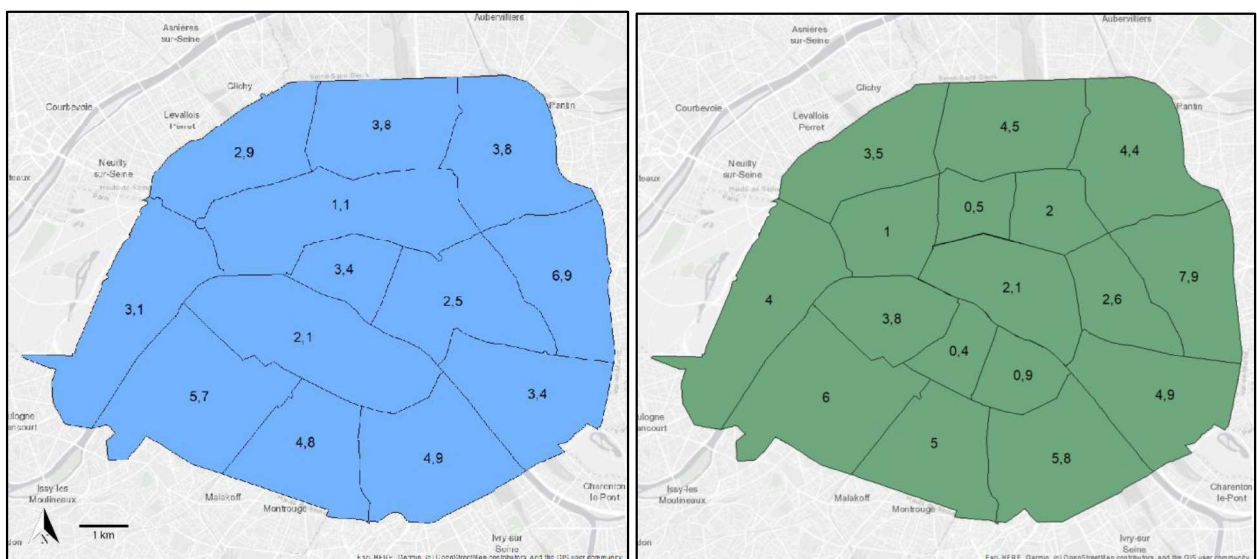 Aubervilliers
Asnières
sur-Seine
Clichy
Courbevoie
Levallois
Perret
Pantin
Neuilly
sur-Seine
3,8
2,9
3,8
1,1
3,4
6,9
2,5
3,1
2,1
5,7
3,4
4,8
4,9
Issy-les
Moulineaux
Malakoff
Montrouge
Charenton
le-Pont
Ivry-sur
Seine
N
1 km
Aubervilliers
Asnières
sur-Seine
Clichy
Courbevoie
Levallois
Perret
Pantin
Neuilly
sur-Seine
4,5
3,5
4,4
0,5
2
1
7,9
2,1
2,6
4
3,8
0,4
0,9
6
4,9
5
5,8
Issy-les
Moulineaux
Malakoff
Montrouge
Charenton
le-Pont
Ivry-sur
Seine